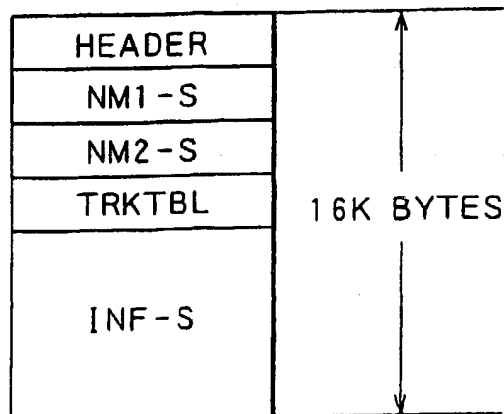 HEADER
NM1-S
NM2-S
TRKTBL
16K BYTES
INF-S